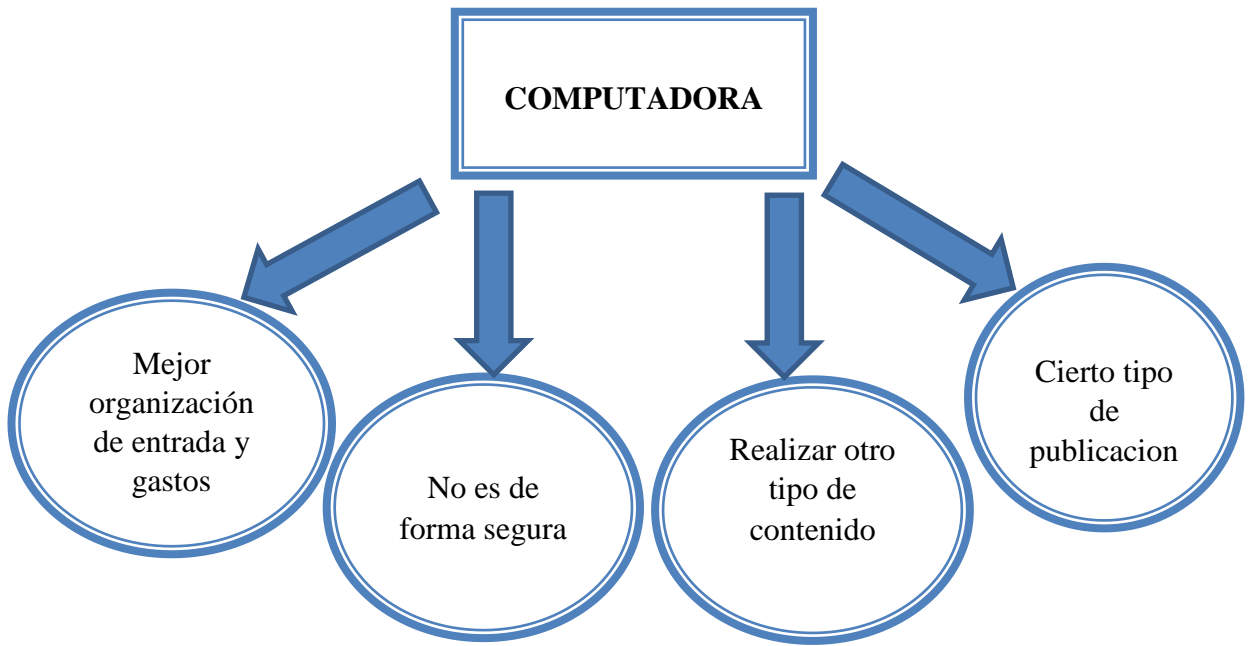 COMPUTADORA
Mejor
organización
de entrada y
gastos
No es de
forma segura
Realizar otro
tipo de
contenido
Cierto tipo
de
publicacion